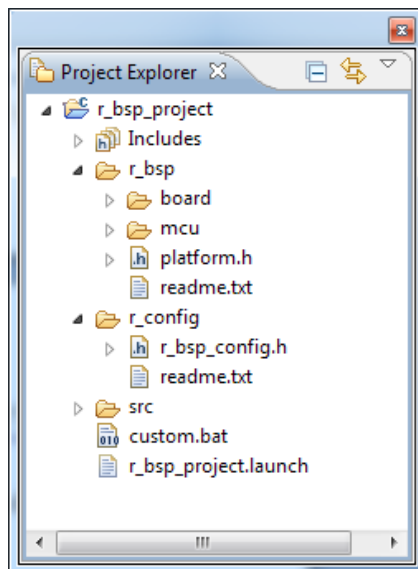 Project Explorer
r_bsp_project
Includes
r_bsp
board
mcu
platform.h
readme.txt
r_config
r_bsp_config.h
readme.txt
src
custom.bat
r_bsp_project.launch